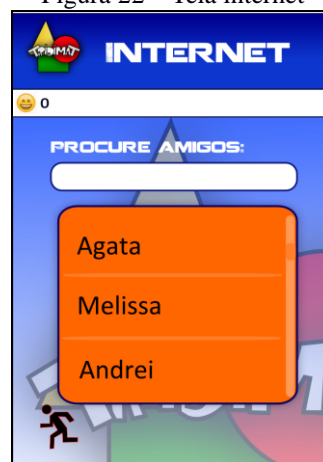 Figura 22 – Tela internet
INTERNET
0
PROCURE AMIGOS:
Agata
Melissa
Andrei